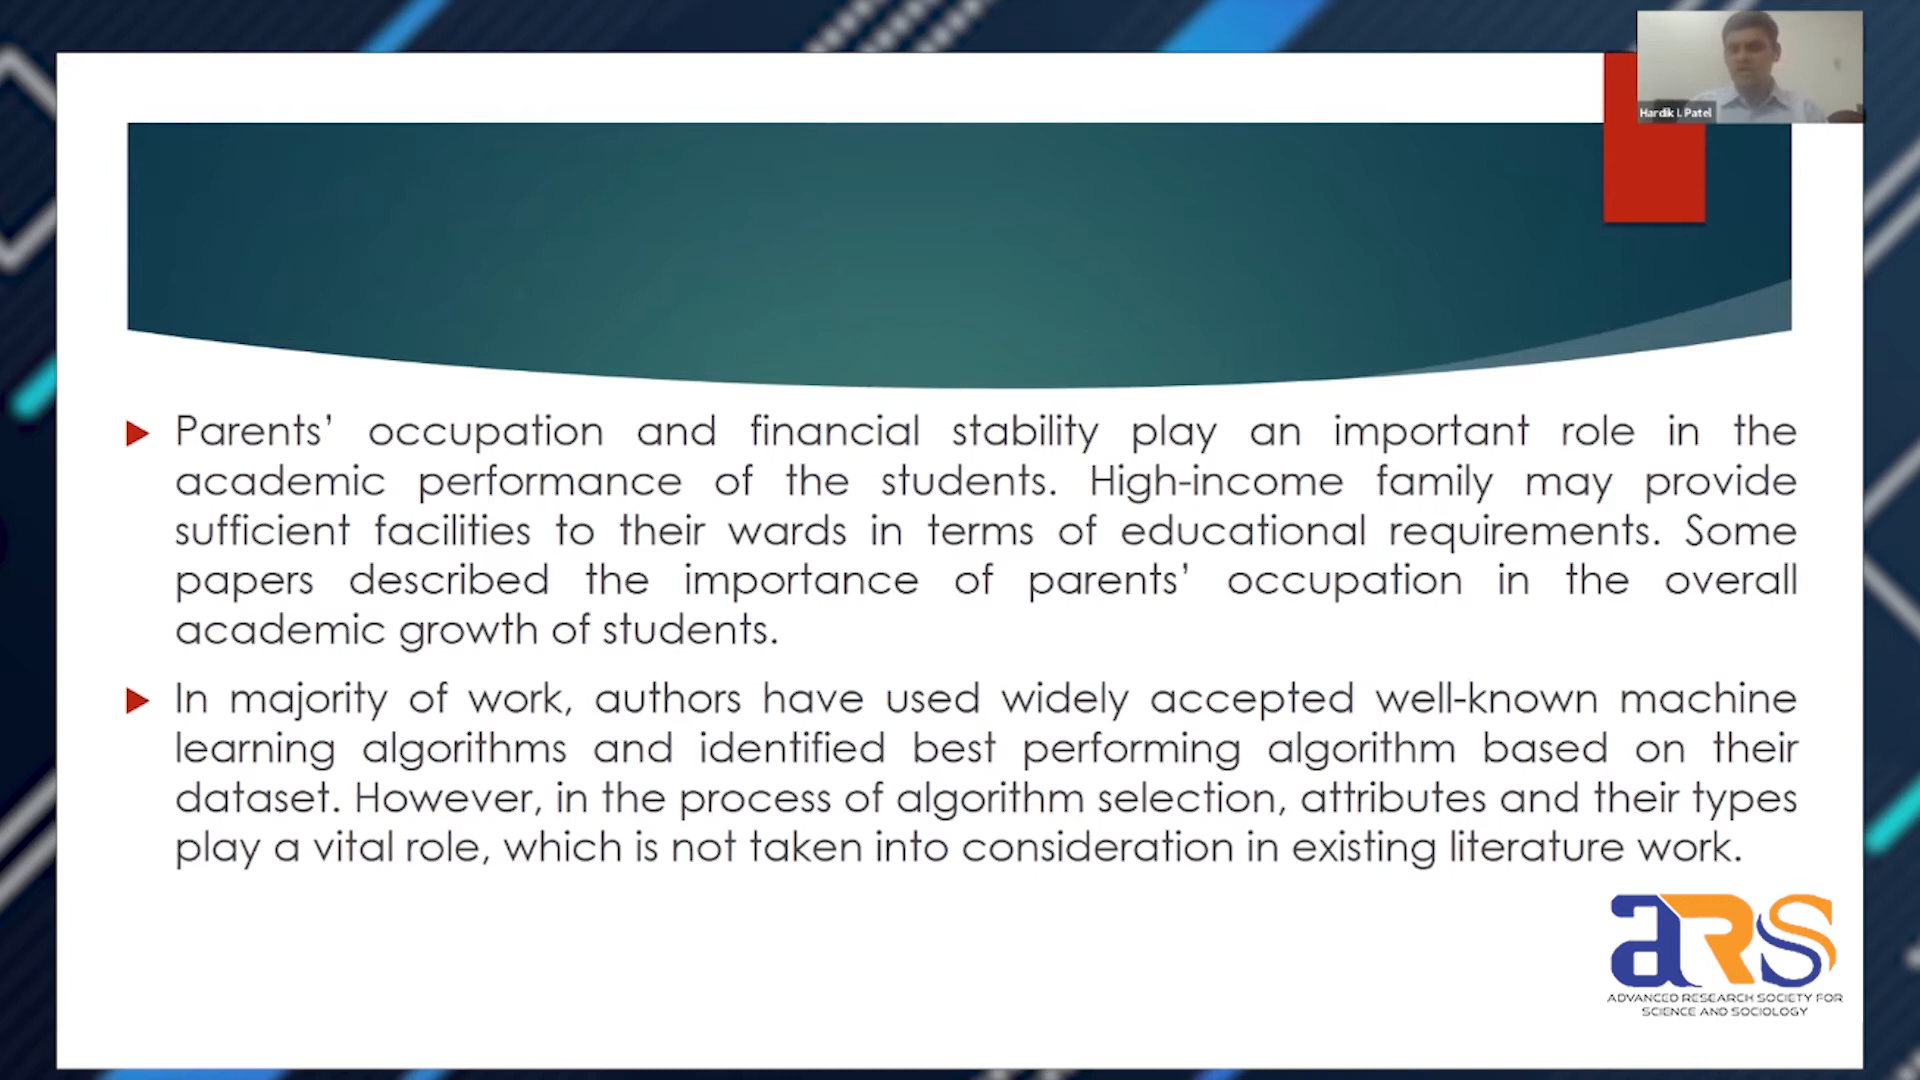 Hardik I. Patel
Parents’ occupation and financial stability play an important role in the
academic performance of the students. High-income family may provide
sufficient facilities to their wards in terms of educational requirements. Some
papers described the importance of parents’ occupation in the overall
academic growth of students.
In majority of work, authors have used widely accepted well-known machine
learning algorithms and identified best performing algorithm based on their
dataset. However, in the process of algorithm selection, attributes and their types
play a vital role, which is not taken into consideration in existing literature work.
aRS
ADVANCED RESEARCH SOCIETY FOR
SCIENCE AND SOCIOLOGY